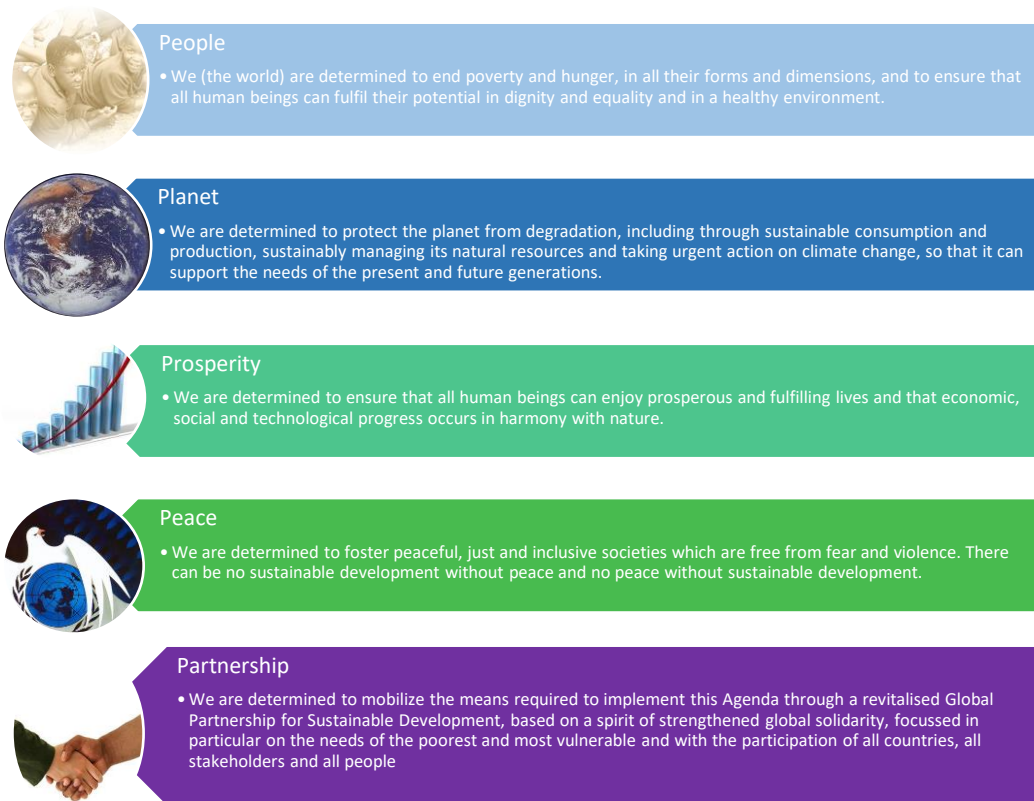 People
• We (the world) are determined to end poverty and hunger, in all their forms and dimensions, and to ensure that
all human beings can fulfil their potential in dignity and equality and in a healthy environment.
Planet
• We are determined to protect the planet from degradation, including through sustainable consumption and
production, sustainably managing its natural resources and taking urgent action on climate change, so that it can
support the needs of the present and future generations.
Prosperity
• We are determined to ensure that all human beings can enjoy prosperous and fulfilling lives and that economic,
social and technological progress occurs in harmony with nature.
Peace
• We are determined to foster peaceful, just and inclusive societies which are free from fear and violence. There
can be no sustainable development without peace and no peace without sustainable development.
Partnership
• We are determined to mobilize the means required to implement this Agenda through a revitalised Global
Partnership for Sustainable Development, based on a spirit of strengthened global solidarity, focussed in
particular on the needs of the poorest and most vulnerable and with the participation of all countries, all
stakeholders and all people